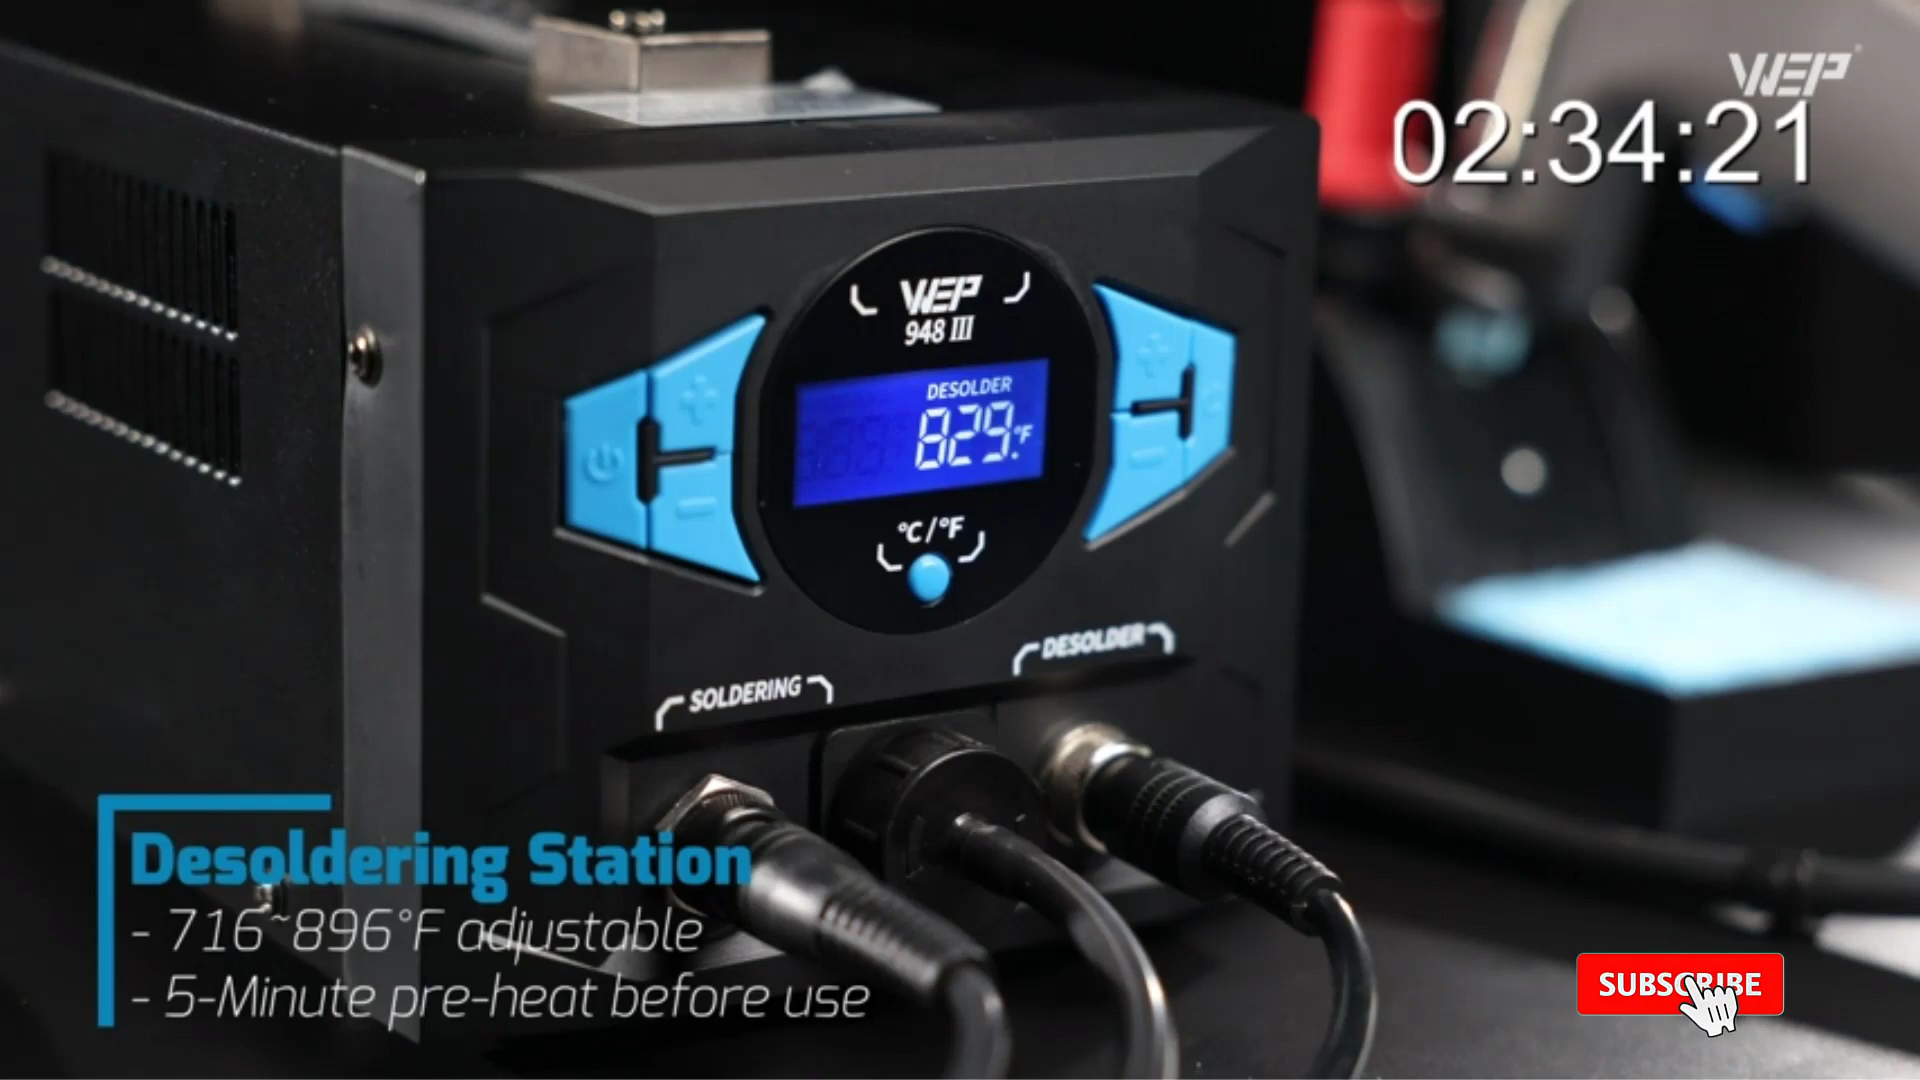 WEP
02:34:21
WEP
948 III
DESOLDER
829.°F
°C/°F
DESOLDER
SOLDERING
Desoldering Station
- 716~896°F adjustable
- 5-Minute pre-heat before use
SUBSCRIBE